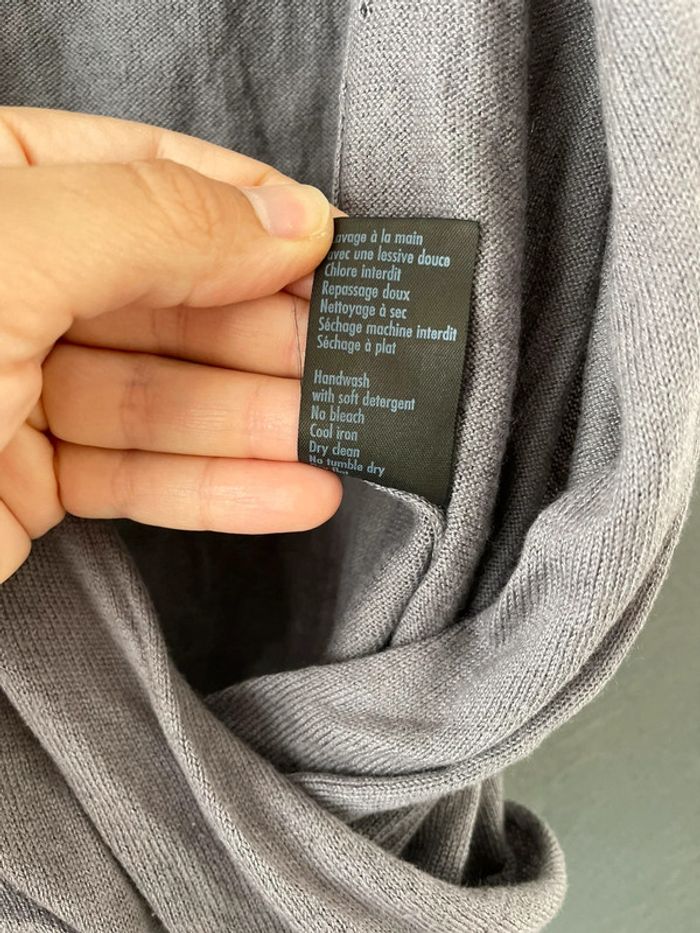 avage à la main
avec une lessive douce
Chlore interdit
Repassage doux
Nettoyage à sec
Séchage machine interdit
Séchage à plat
Handwash
with soft detergent
No bleach
Cool iron
Dry clean
No tumble dry